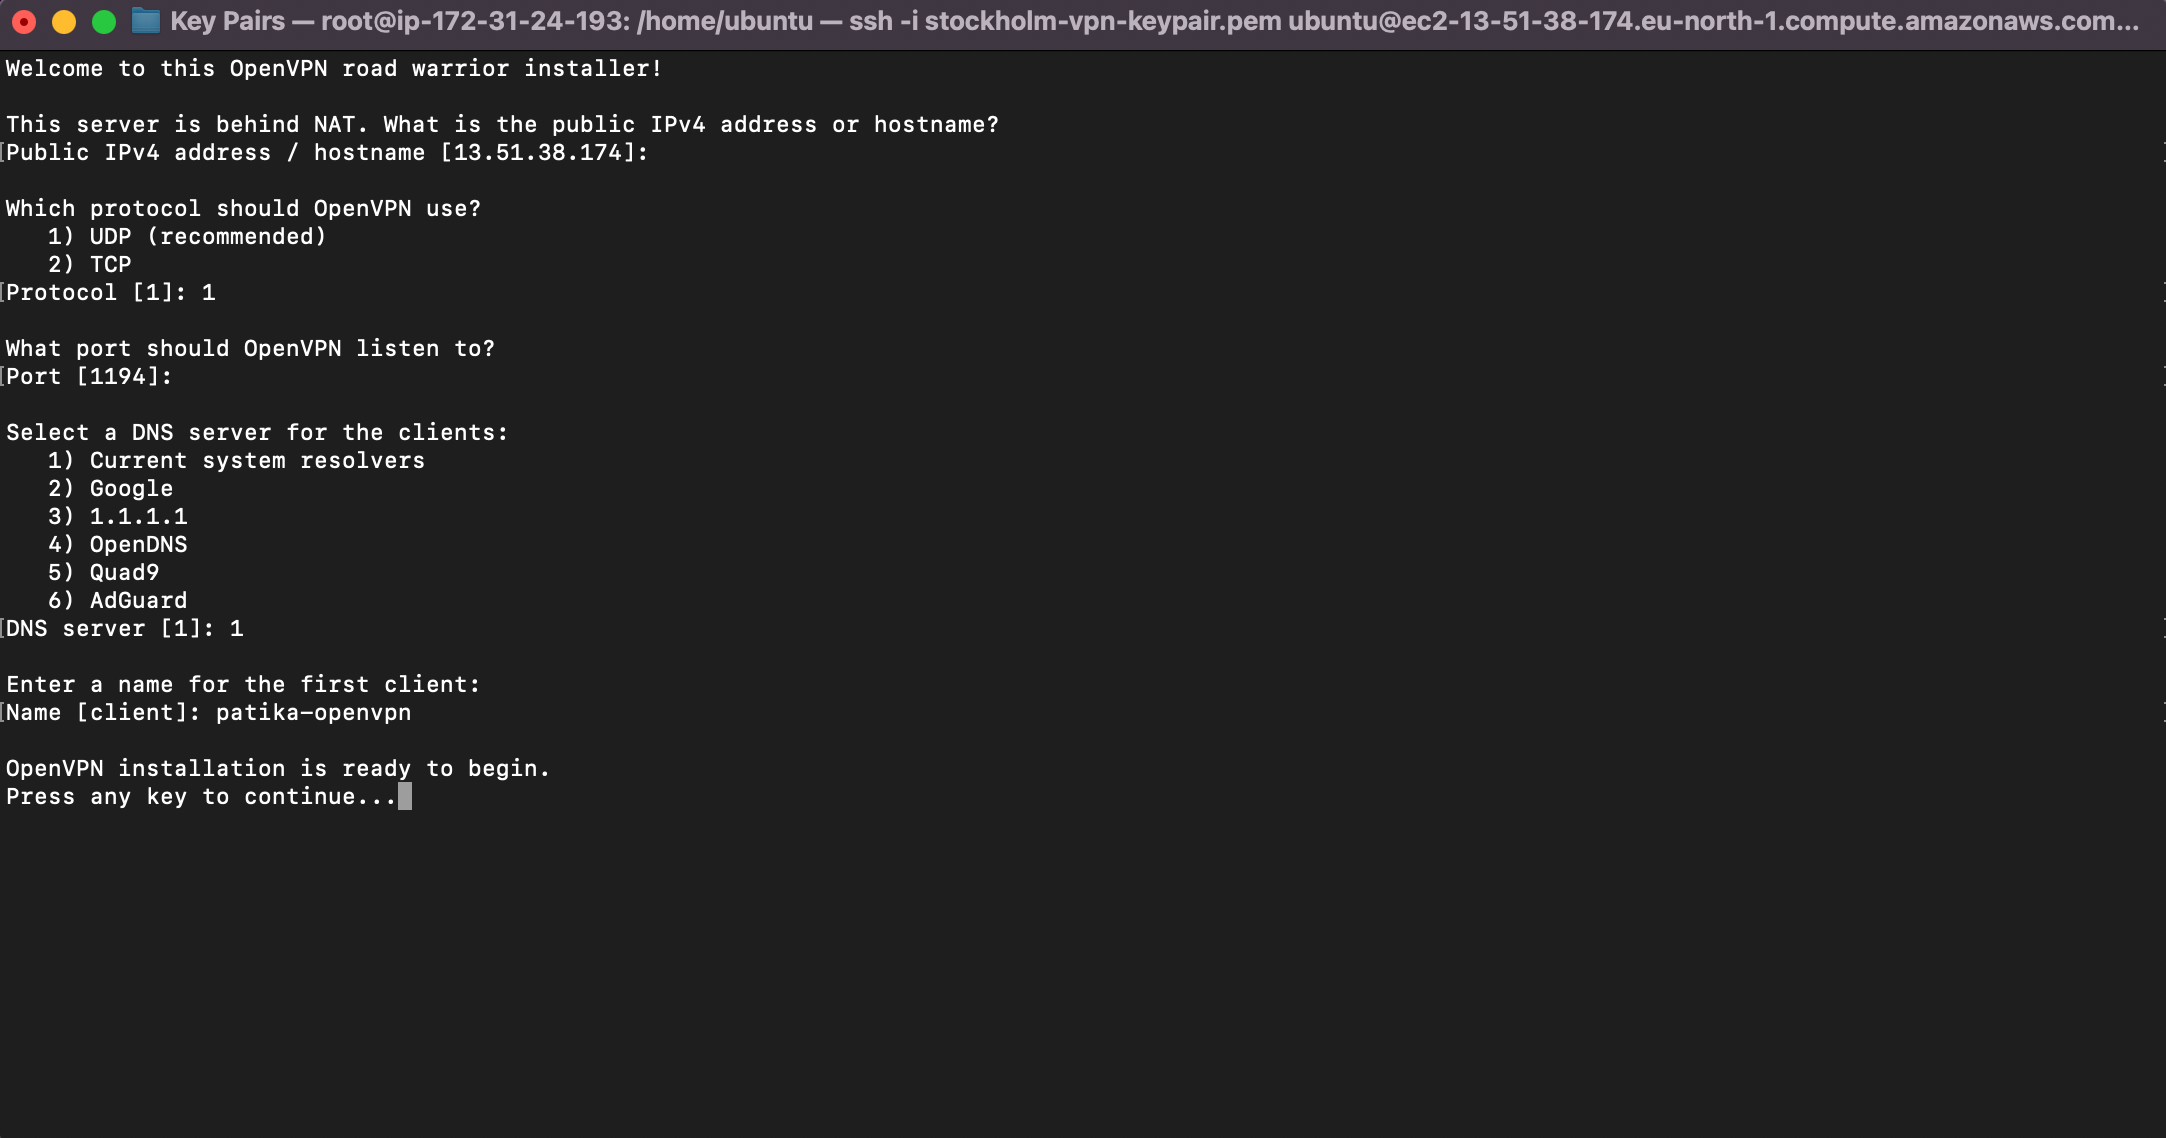 Key Pairs — root@ip-172-31-24-193: /home/ubuntu — ssh -i stockholm-vpn-keypair.pem ubuntu@ec2-13-51-38-174.eu-north-1.compute.amazonaws.com...
Welcome to this OpenVPN road warrior installer!
This server is behind NAT. What is the public IPv4 address or hostname?
[Public IPv4 address / hostname [13.51.38.174]:
Which protocol should OpenVPN use?
1) UDP (recommended)
2) TCP
[Protocol [1]: 1
What port should OpenVPN listen to?
[Port [1194]:
Select a DNS server for the clients:
1) Current system resolvers
2) Google
3) 1.1.1.1
4) OpenDNS
5) Quad9
6) AdGuard
[DNS server [1]: 1
Enter a name for the first client:
[Name [client]: patika-openvpn
OpenVPN installation is ready to begin.
Press any key to continue...